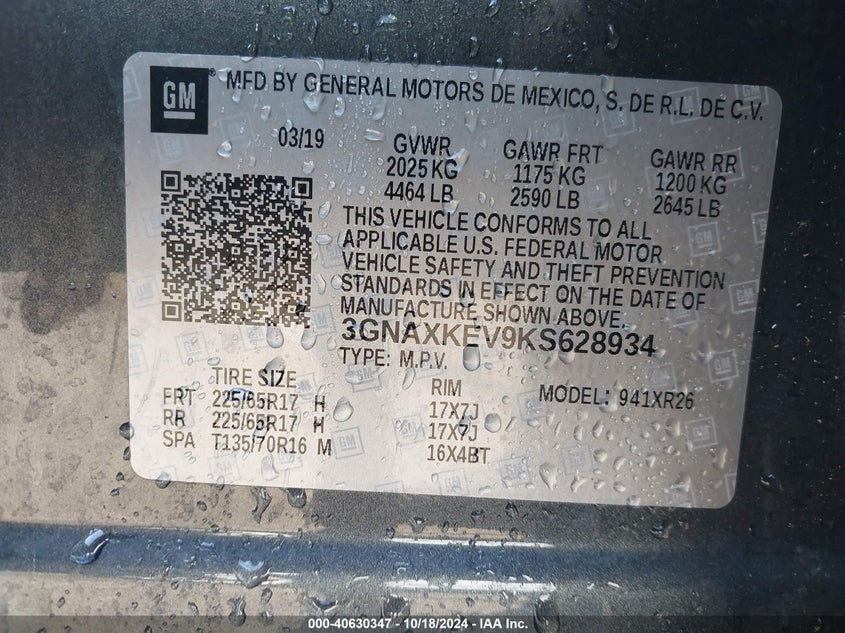 GM
MFD BY GENERAL MOTORS DE MEXICO, S. DE R.L. DE C.V.
03/19 GVWR GAWR FRT GAWR RR
2025 KG 1175 KG 1200 KG
4464 LB 2590 LB 2645 LB
THIS VEHICLE CONFORMS TO ALL
APPLICABLE U.S. FEDERAL MOTOR
VEHICLE SAFETY AND THEFT PREVENTION
STANDARDS IN EFFECT ON THE DATE OF
MANUFACTURE SHOWN ABOVE.
3GNAXKEV9KS628934
TYPE: M.P.V.
TIRE SIZE RIM MODEL: 941XR26
FRT 225/65R17 H 17X7J
RR 225/65R17 H 17X7J
SPA T135/70R16 M 16X4BT
000-40630347 - 10/18/2024 - IAA Inc.